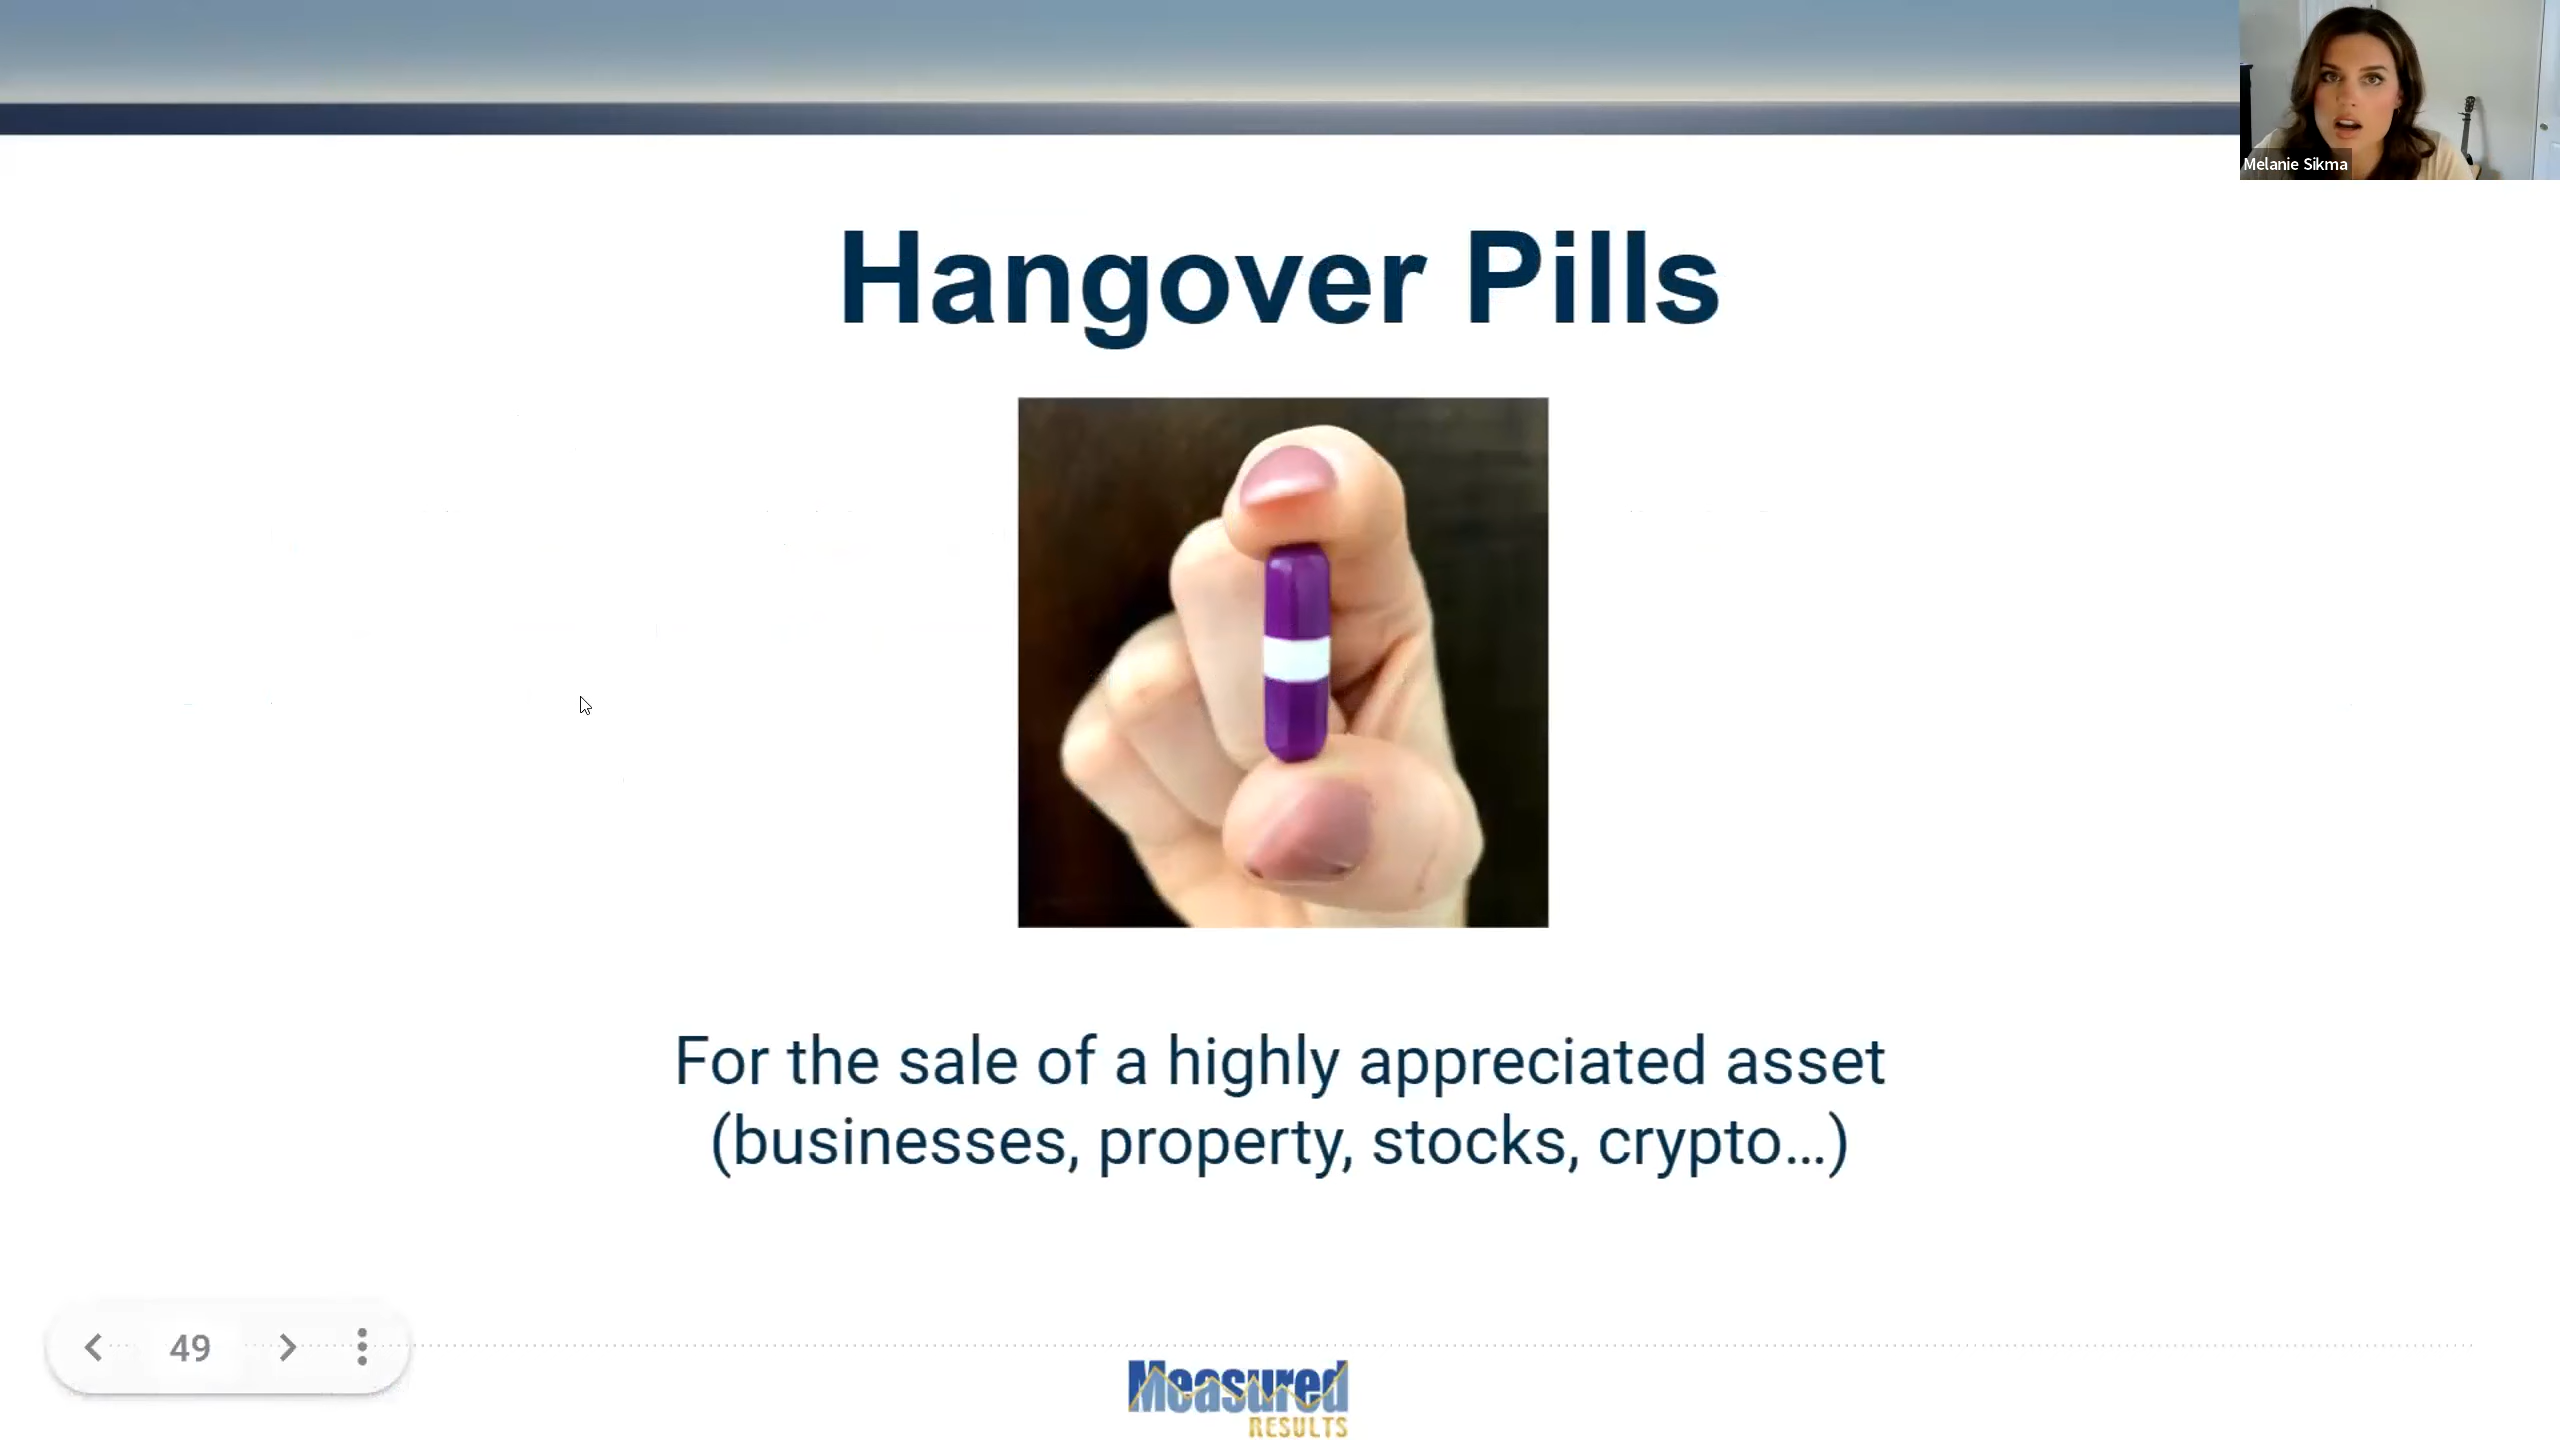 Melanie Sikma
Hangover Pills
For the sale of a highly appreciated asset
(businesses, property, stocks, crypto...)
49
Measured
RESULTS